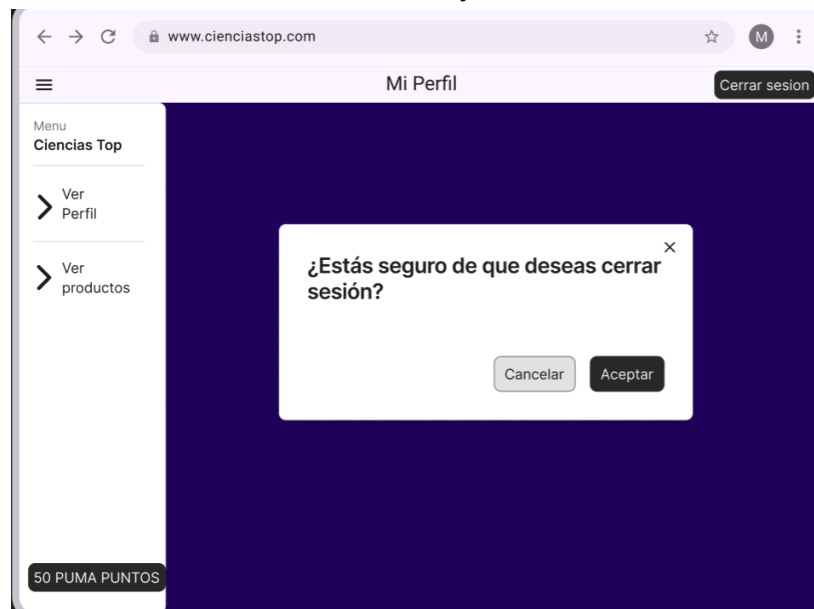 www.cienciastop.com
M
Mi Perfil
Cerrar sesion
Menu
Ciencias Top
Ver
Perfil
Ver
productos
¿Estás seguro de que deseas cerrar
sesión?
Cancelar
Aceptar
50 PUMA PUNTOS